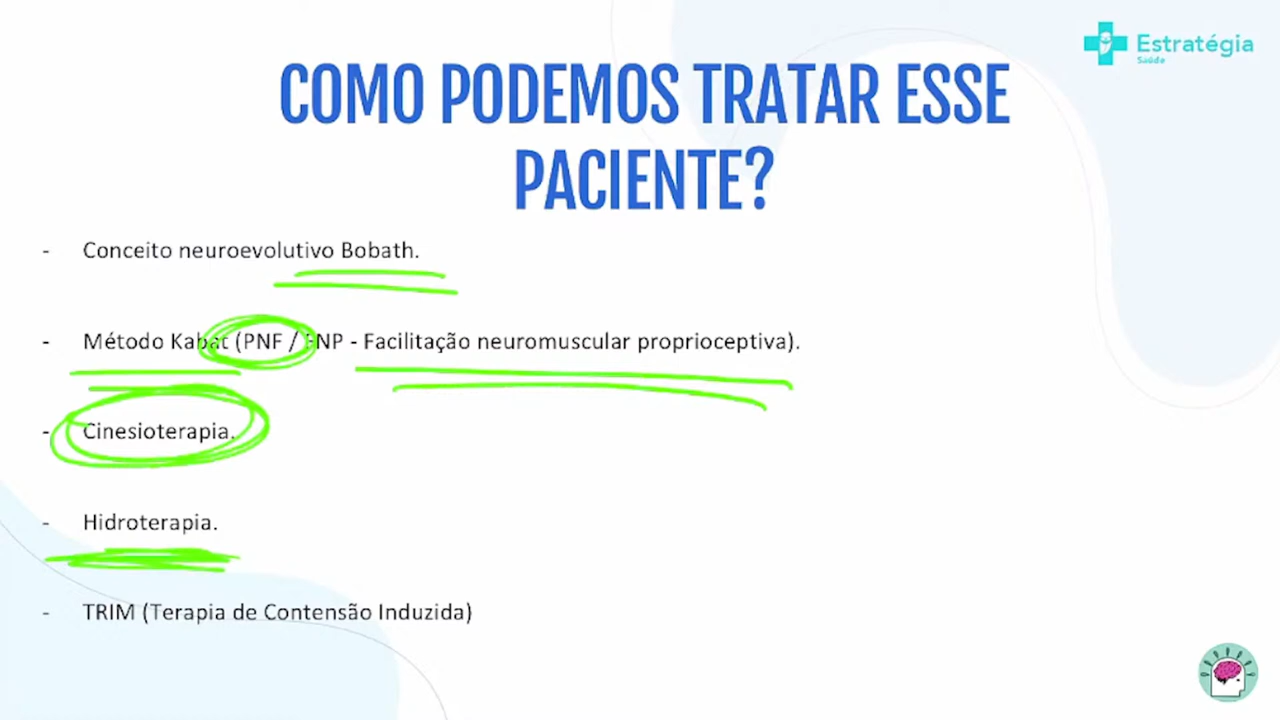 Estratégia
Saúde
COMO PODEMOS TRATAR ESSE
PACIENTE?
- Conceito neuroevolutivo Bobath.
- Método Kabat (PNF / FNP - Facilitação neuromuscular proprioceptiva).
- Cinesioterapia.
- Hidroterapia.
- TRIM (Terapia de Contensão Induzida)